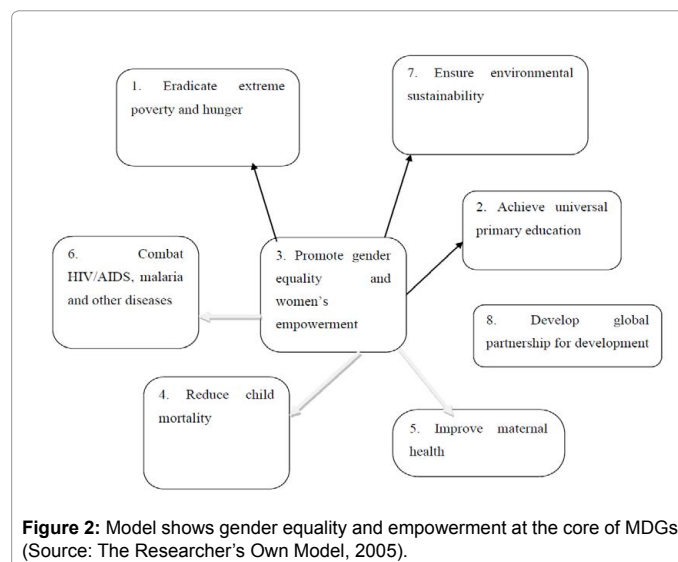 1. Eradicate extreme
poverty and hunger
7. Ensure environmental
sustainability
2. Achieve universal
primary education
6. Combat
HIV/AIDS, malaria
and other diseases
3. Promote gender
equality and
women's
empowerment
8. Develop global
partnership for development
4. Reduce child
mortality
5. Improve maternal
health
Figure 2: Model shows gender equality and empowerment at the core of MDGs
(Source: The Researcher's Own Model, 2005).